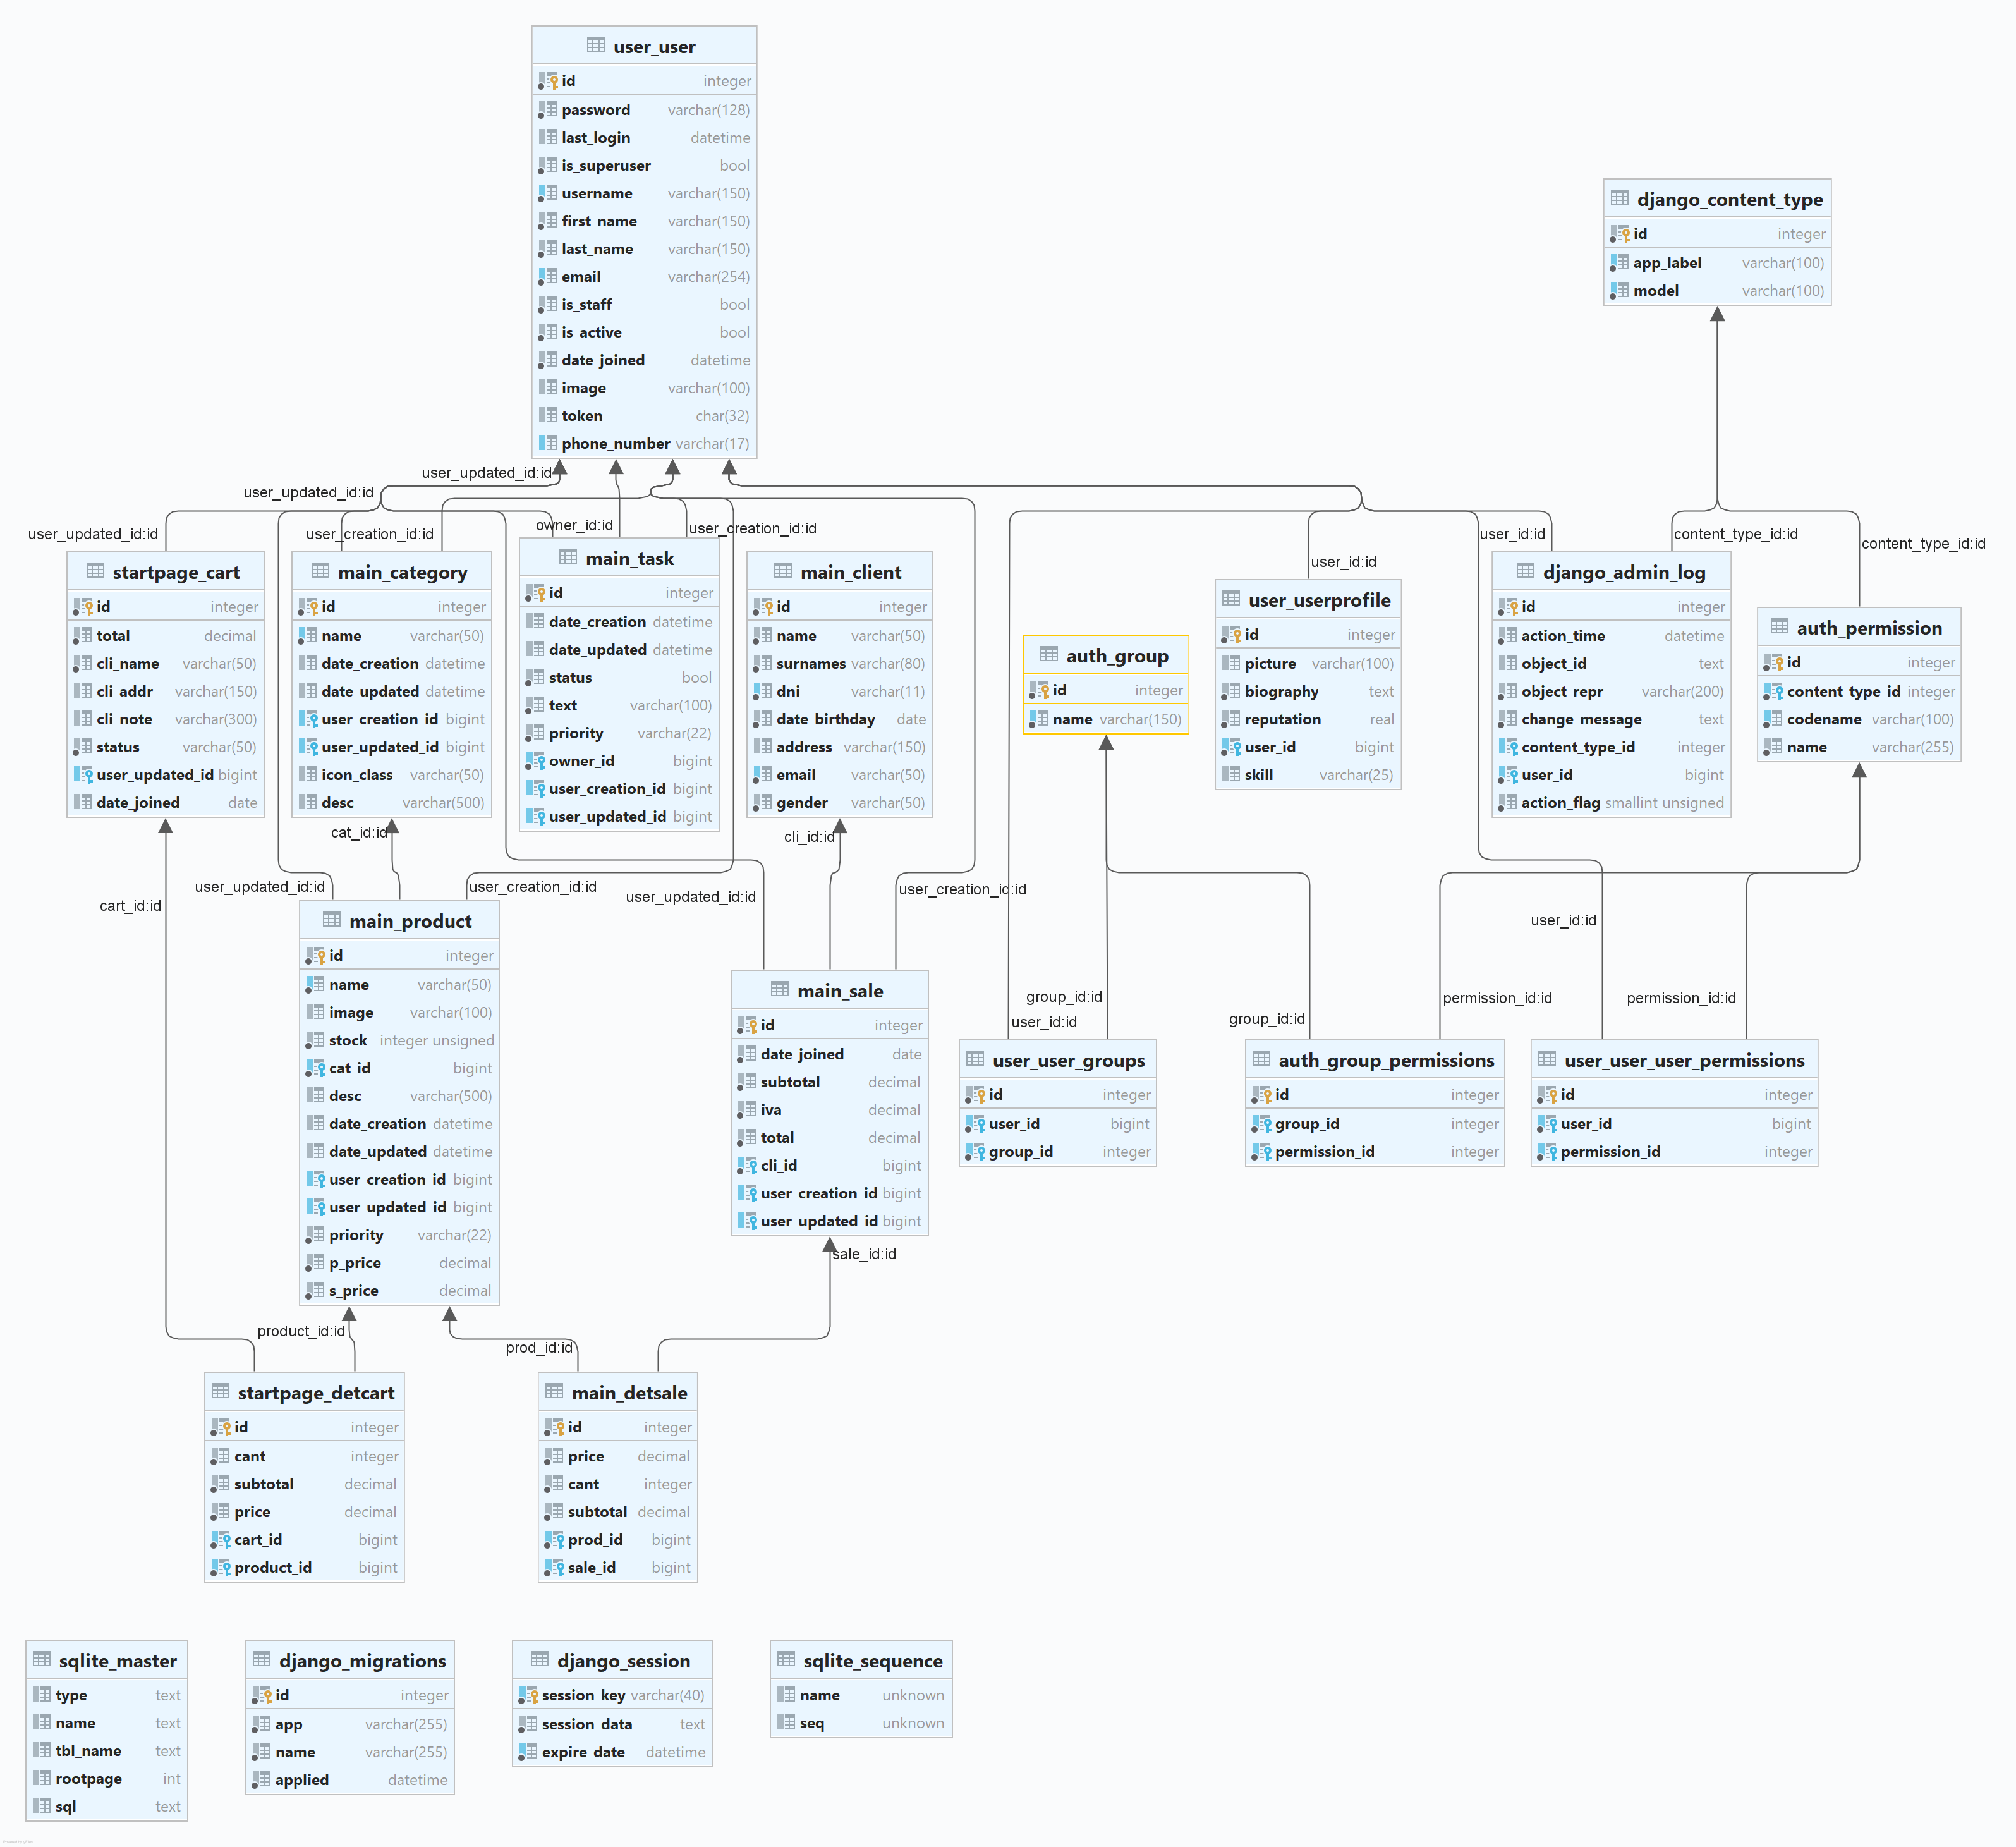 user_user
id integer
password varchar(128)
last_login datetime
is_superuser bool
username varchar(150)
first_name varchar(150)
last_name varchar(150)
email varchar(254)
is_staff bool
is_active bool
date_joined datetime
image varchar(100)
token char(32)
phone_number varchar(17)
django_content_type
id integer
app_label varchar(100)
model varchar(100)
user_updated_id:id
user_updated_id:id
user_updated_id:id
user_creation_id:id
owner_id:id
user_creation_id:id
user_id:id
user_id:id
content_type_id:id
content_type_id:id
startpage_cart
id integer
total decimal
cli_name varchar(50)
cli_addr varchar(150)
cli_note varchar(300)
status varchar(50)
user_updated_id bigint
date_joined date
main_category
id integer
name varchar(50)
date_creation datetime
date_updated datetime
user_creation_id bigint
user_updated_id bigint
icon_class varchar(50)
desc varchar(500)
main_task
id integer
date_creation datetime
date_updated datetime
status bool
text varchar(100)
priority varchar(22)
owner_id bigint
user_creation_id bigint
user_updated_id bigint
main_client
id integer
name varchar(50)
surnames varchar(80)
dni varchar(11)
date_birthday date
address varchar(150)
email varchar(50)
gender varchar(50)
auth_group
id integer
name varchar(150)
user_userprofile
id integer
picture varchar(100)
biography text
reputation real
user_id bigint
skill varchar(25)
django_admin_log
id integer
action_time datetime
object_id text
object_repr varchar(200)
change_message text
content_type_id integer
user_id bigint
action_flag smallint unsigned
auth_permission
id integer
content_type_id integer
codename varchar(100)
name varchar(255)
cat_id:id
cli_id:id
user_updated_id:id
user_creation_id:id
user_updated_id:id
user_creation_id:id
cart_id:id
user_id:id
group_id:id
user_id:id
group_id:id
permission_id:id
permission_id:id
main_product
id integer
name varchar(50)
image varchar(100)
stock integer unsigned
cat_id bigint
desc varchar(500)
date_creation datetime
date_updated datetime
user_creation_id bigint
user_updated_id bigint
priority varchar(22)
p_price decimal
s_price decimal
main_sale
id integer
date_joined date
subtotal decimal
iva decimal
total decimal
cli_id bigint
user_creation_id bigint
user_updated_id bigint
user_user_groups
id integer
user_id bigint
group_id integer
auth_group_permissions
id integer
group_id integer
permission_id integer
user_user_user_permissions
id integer
user_id bigint
permission_id integer
sale_id:id
product_id:id
prod_id:id
startpage_detcart
id integer
cant integer
subtotal decimal
price decimal
cart_id bigint
product_id bigint
main_detsale
id integer
price decimal
cant integer
subtotal decimal
prod_id bigint
sale_id bigint
sqlite_master
type text
name text
tbl_name text
rootpage int
sql text
django_migrations
id integer
app varchar(255)
name varchar(255)
applied datetime
django_session
session_key varchar(40)
session_data text
expire_date datetime
sqlite_sequence
name unknown
seq unknown